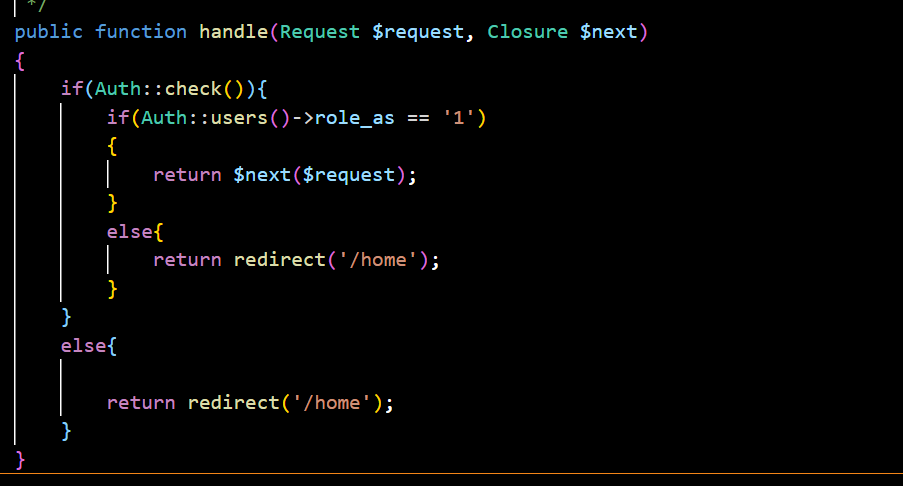 */
public function handle(Request $request, Closure $next)
{
if(Auth::check()){
if(Auth::users()->role_as == '1')
{
return $next($request);
}
else{
return redirect('/home');
}
}
else{
return redirect('/home');
}
}